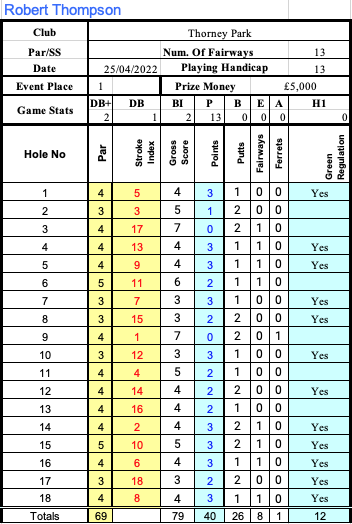 Robert Thompson
Club Thorney Park
Par/SS Num. Of Fairways 13
Date 25/04/2022 Playing Handicap 13
Event Place 1 Prize Money £5,000
Game Stats DB+ DB BI P B E A H1
2 1 2 13 0 0 0 0
Hole No Par Stroke Index Gross Score Points Putts Fairways Ferrets Green Regulation
1 4 5 4 3 1 0 0 Yes
2 3 3 5 1 2 0 0
3 4 17 7 0 2 1 0
4 4 13 4 3 1 1 0 Yes
5 4 9 4 3 1 1 0 Yes
6 5 11 6 2 1 1 0
7 3 7 3 3 1 0 0 Yes
8 3 15 3 2 2 0 0 Yes
9 4 1 7 0 2 0 1
10 3 12 3 3 1 0 0 Yes
11 4 4 5 2 1 0 0
12 4 14 4 2 2 0 0 Yes
13 4 16 4 2 1 0 0
14 4 2 4 3 2 1 0 Yes
15 5 10 5 3 2 1 0 Yes
16 4 6 4 3 1 1 0 Yes
17 3 18 3 2 2 0 0 Yes
18 4 8 4 3 1 1 0 Yes
Totals 69 79 40 26 8 1 12